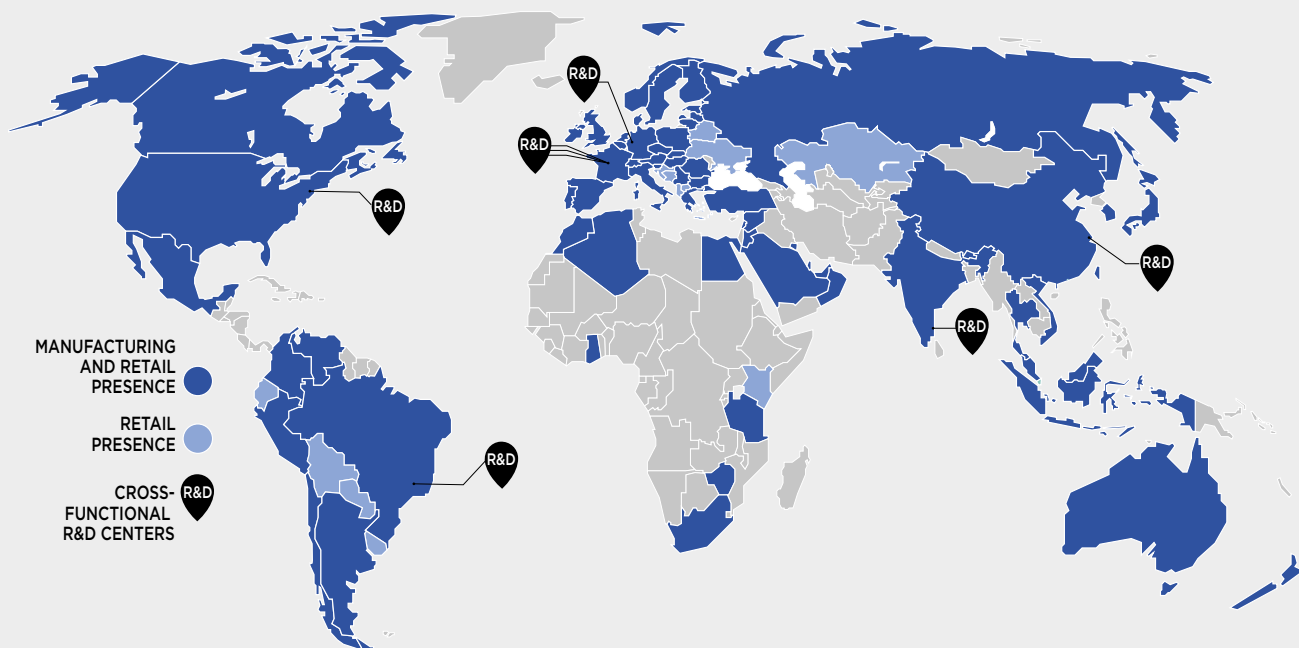 R&D
R&D
R&D
R&D
R&D
R&D
MANUFACTURING
AND RETAIL
PRESENCE
RETAIL
PRESENCE
CROSS-
FUNCTIONAL
R&D CENTERS
R&D